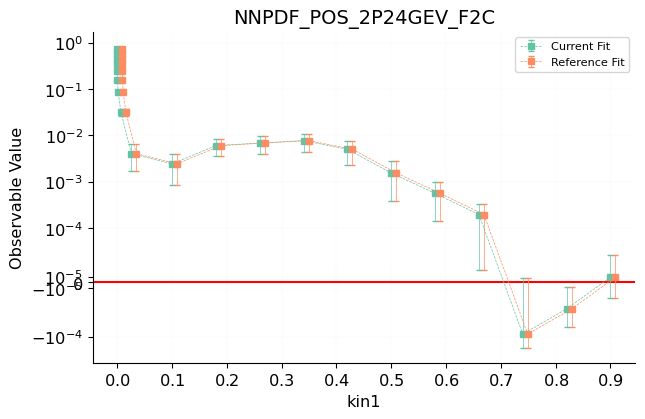 NNPDF_POS_2P24GEV_F2C
Current Fit
Reference Fit
Observable Value
10⁰
10⁻¹
10⁻²
10⁻³
10⁻⁴
10⁻⁵
0
−10⁻⁵
−10⁻⁴
0.0 0.1 0.2 0.3 0.4 0.5 0.6 0.7 0.8 0.9
kin1